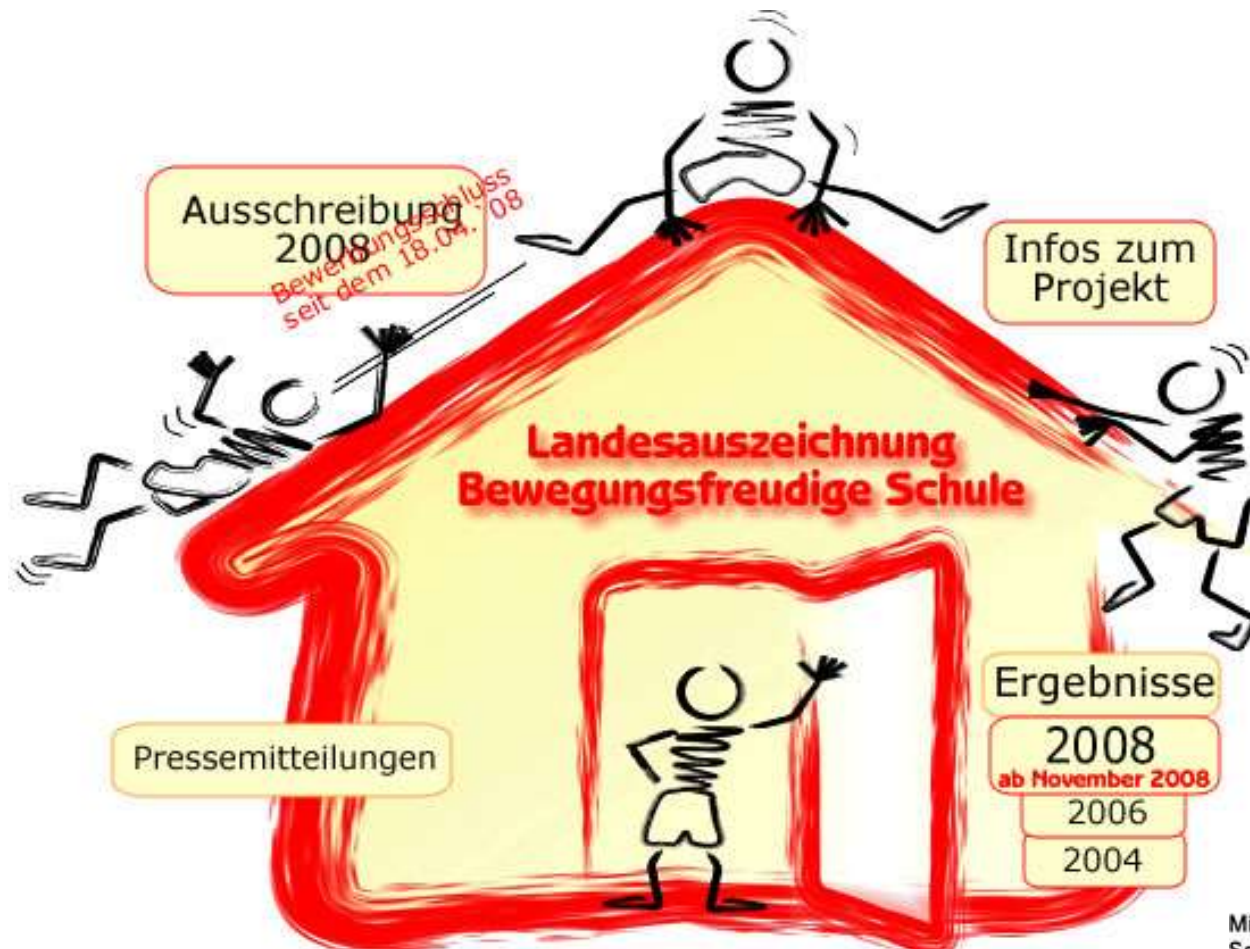 Ausschreibung
2008
Bewerbungsschluss
seit dem 18.04.`08
Infos zum
Projekt
Landesauszeichnung
Bewegungsfreudige Schule
Pressemitteilungen
Ergebnisse
2008
ab November 2008
2006
2004